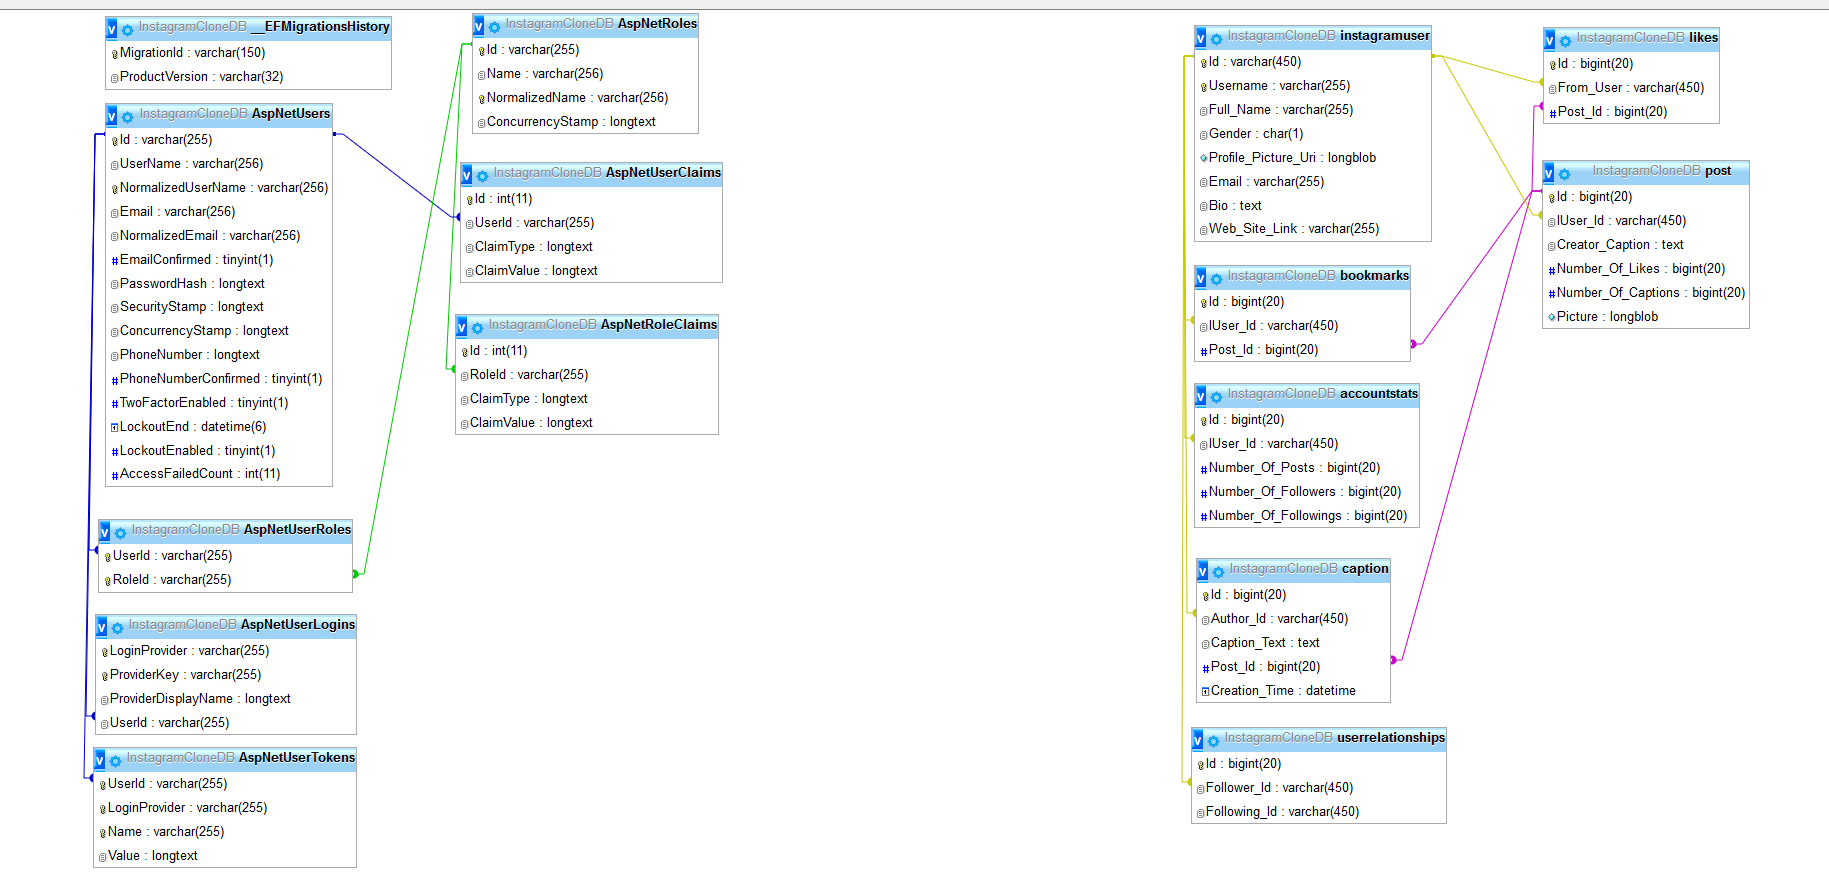 InstagramCloneDB __EFMigrationsHistory
MigrationId : varchar(150)
ProductVersion : varchar(32)
InstagramCloneDB AspNetUsers
Id : varchar(255)
UserName : varchar(256)
NormalizedUserName : varchar(256)
Email : varchar(256)
NormalizedEmail : varchar(256)
EmailConfirmed : tinyint(1)
PasswordHash : longtext
SecurityStamp : longtext
ConcurrencyStamp : longtext
PhoneNumber : longtext
PhoneNumberConfirmed : tinyint(1)
TwoFactorEnabled : tinyint(1)
LockoutEnd : datetime(6)
LockoutEnabled : tinyint(1)
AccessFailedCount : int(11)
InstagramCloneDB AspNetUserRoles
UserId : varchar(255)
RoleId : varchar(255)
InstagramCloneDB AspNetUserLogins
LoginProvider : varchar(255)
ProviderKey : varchar(255)
ProviderDisplayName : longtext
UserId : varchar(255)
InstagramCloneDB AspNetUserTokens
UserId : varchar(255)
LoginProvider : varchar(255)
Name : varchar(255)
Value : longtext
InstagramCloneDB AspNetRoles
Id : varchar(255)
Name : varchar(256)
NormalizedName : varchar(256)
ConcurrencyStamp : longtext
InstagramCloneDB AspNetUserClaims
Id : int(11)
UserId : varchar(255)
ClaimType : longtext
ClaimValue : longtext
InstagramCloneDB AspNetRoleClaims
Id : int(11)
RoleId : varchar(255)
ClaimType : longtext
ClaimValue : longtext
InstagramCloneDB instagramuser
Id : varchar(450)
Username : varchar(255)
Full_Name : varchar(255)
Gender : char(1)
Profile_Picture_Uri : longblob
Email : varchar(255)
Bio : text
Web_Site_Link : varchar(255)
InstagramCloneDB bookmarks
Id : bigint(20)
IUser_Id : varchar(450)
Post_Id : bigint(20)
InstagramCloneDB accountstats
Id : bigint(20)
IUser_Id : varchar(450)
Number_Of_Posts : bigint(20)
Number_Of_Followers : bigint(20)
Number_Of_Followings : bigint(20)
InstagramCloneDB caption
Id : bigint(20)
Author_Id : varchar(450)
Caption_Text : text
Post_Id : bigint(20)
Creation_Time : datetime
InstagramCloneDB userrelationships
Id : bigint(20)
Follower_Id : varchar(450)
Following_Id : varchar(450)
InstagramCloneDB likes
Id : bigint(20)
From_User : varchar(450)
Post_Id : bigint(20)
InstagramCloneDB post
Id : bigint(20)
IUser_Id : varchar(450)
Creator_Caption : text
Number_Of_Likes : bigint(20)
Number_Of_Captions : bigint(20)
Picture : longblob